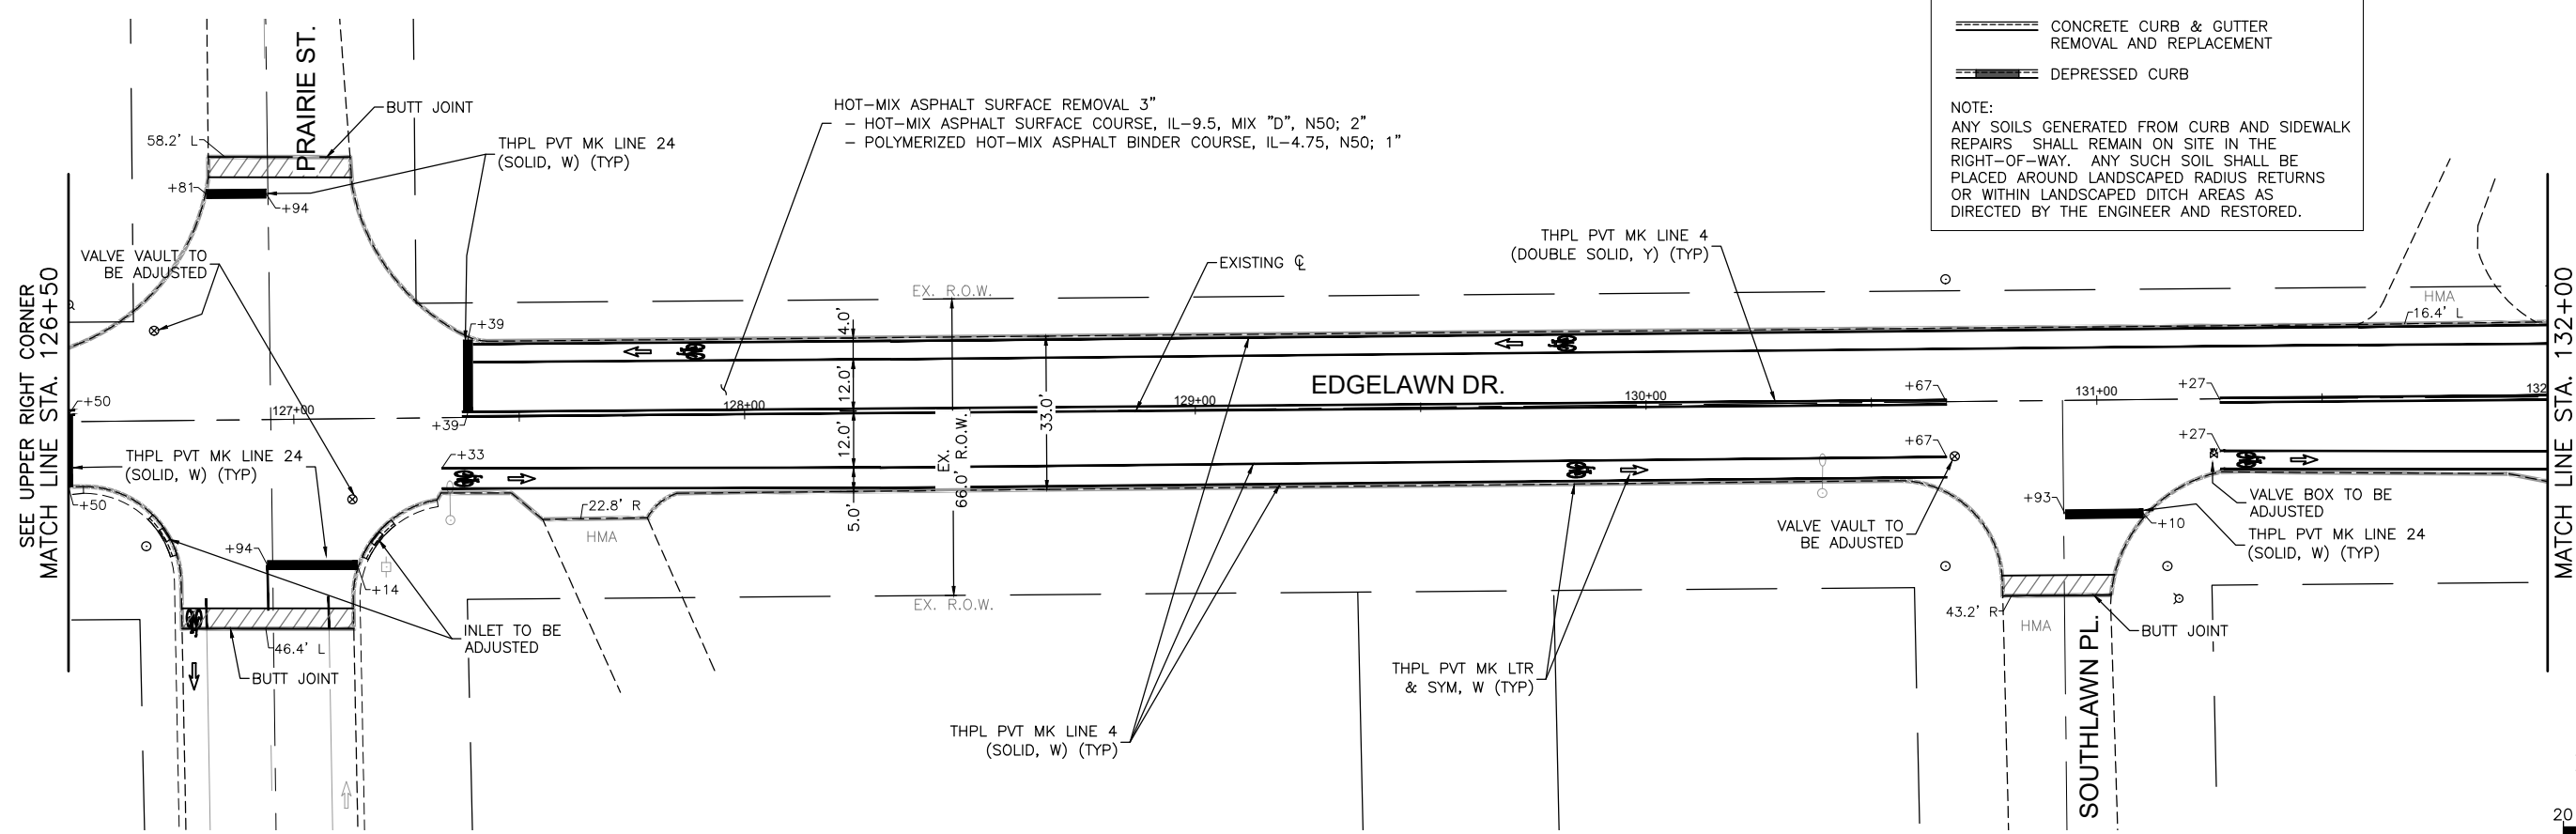 CONCRETE CURB & GUTTER
REMOVAL AND REPLACEMENT
DEPRESSED CURB
NOTE:
ANY SOILS GENERATED FROM CURB AND SIDEWALK
REPAIRS SHALL REMAIN ON SITE IN THE
RIGHT-OF-WAY. ANY SUCH SOIL SHALL BE
PLACED AROUND LANDSCAPED RADIUS RETURNS
OR WITHIN LANDSCAPED DITCH AREAS AS
DIRECTED BY THE ENGINEER AND RESTORED.
PRAIRIE ST.
BUTT JOINT
58.2' L
THPL PVT MK LINE 24
(SOLID, W) (TYP)
+81
+94
HOT-MIX ASPHALT SURFACE REMOVAL 3"
- HOT-MIX ASPHALT SURFACE COURSE, IL-9.5, MIX "D", N50; 2"
- POLYMERIZED HOT-MIX ASPHALT BINDER COURSE, IL-4.75, N50; 1"
VALVE VAULT TO
BE ADJUSTED
SEE UPPER RIGHT CORNER
MATCH LINE STA. 126+50
EXISTING ℄
THPL PVT MK LINE 4
(DOUBLE SOLID, Y) (TYP)
EX. R.O.W.
HMA
16.4' L
MATCH LINE STA. 132+00
+39
4.0'
12.0'
33.0'
EDGELAWN DR.
+50
127+00
128+00
129+00
130+00
+67
131+00
+27
132
+39
12.0'
EX.
66.0' R.O.W.
THPL PVT MK LINE 24
(SOLID, W) (TYP)
+33
+67
+27
+50
5.0'
22.8' R
HMA
+93
+10
VALVE BOX TO BE
ADJUSTED
VALVE VAULT TO
BE ADJUSTED
THPL PVT MK LINE 24
(SOLID, W) (TYP)
+94
+14
EX. R.O.W.
43.2' R
HMA
BUTT JOINT
INLET TO BE
ADJUSTED
46.4' L
BUTT JOINT
THPL PVT MK LTR
& SYM, W (TYP)
SOUTHLAWN PL.
THPL PVT MK LINE 4
(SOLID, W) (TYP)
20